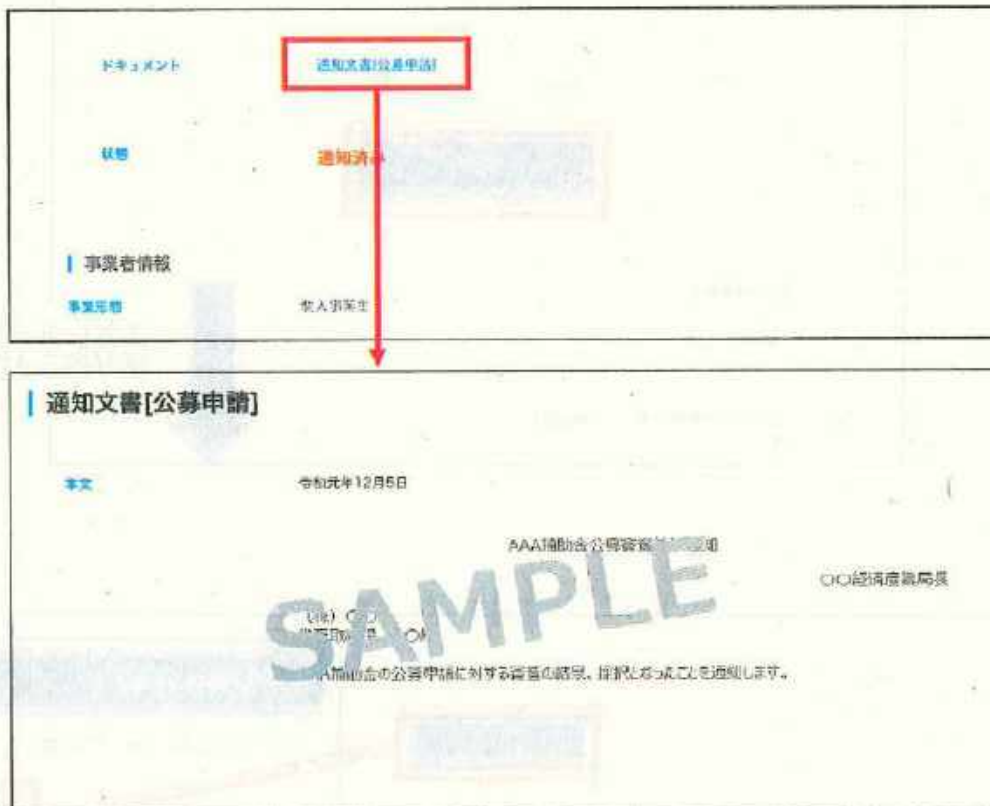 ドキュメント
通知文書[公募申請]
状態
通知済み
事業者情報
事業形態
個人事業主
通知文書[公募申請]
本文
令和元年12月5日
AAA補助金公募審査
〇〇経済産業局長
SAMPLE
補助金の公募申請に対する審査の結果、採択となったことを通知します。